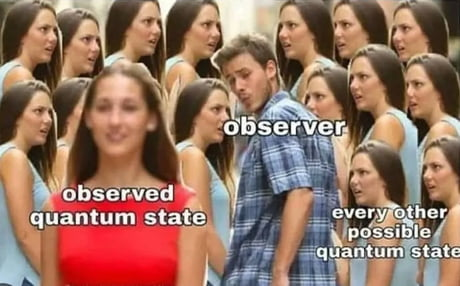 observer
observed
quantum state
every other
possible
quantum state